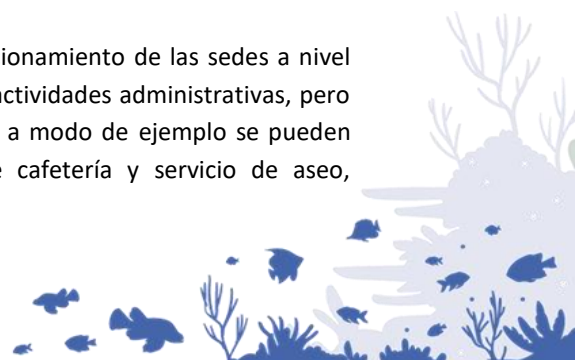 ionamiento de las sedes a nivel
actividades administrativas, pero
a modo de ejemplo se pueden
cafetería y servicio de aseo,